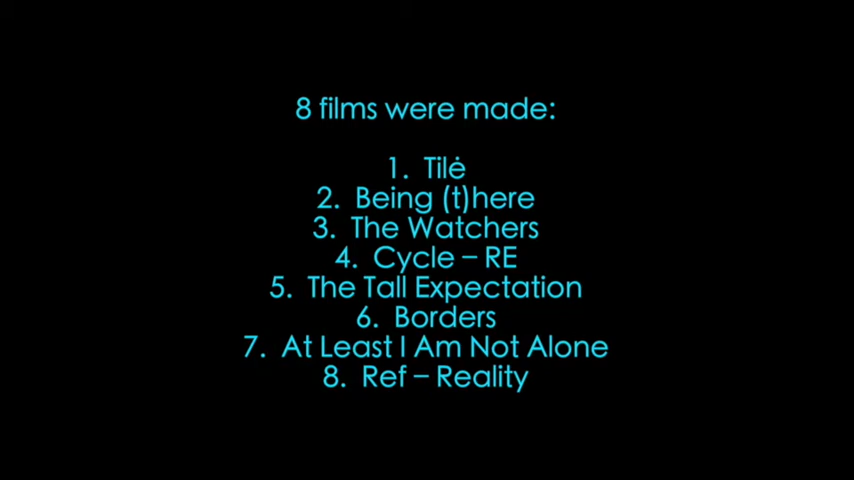 8 films were made:
1. Tilė
2. Being (t)here
3. The Watchers
4. Cycle – RE
5. The Tall Expectation
6. Borders
7. At Least I Am Not Alone
8. Ref – Reality